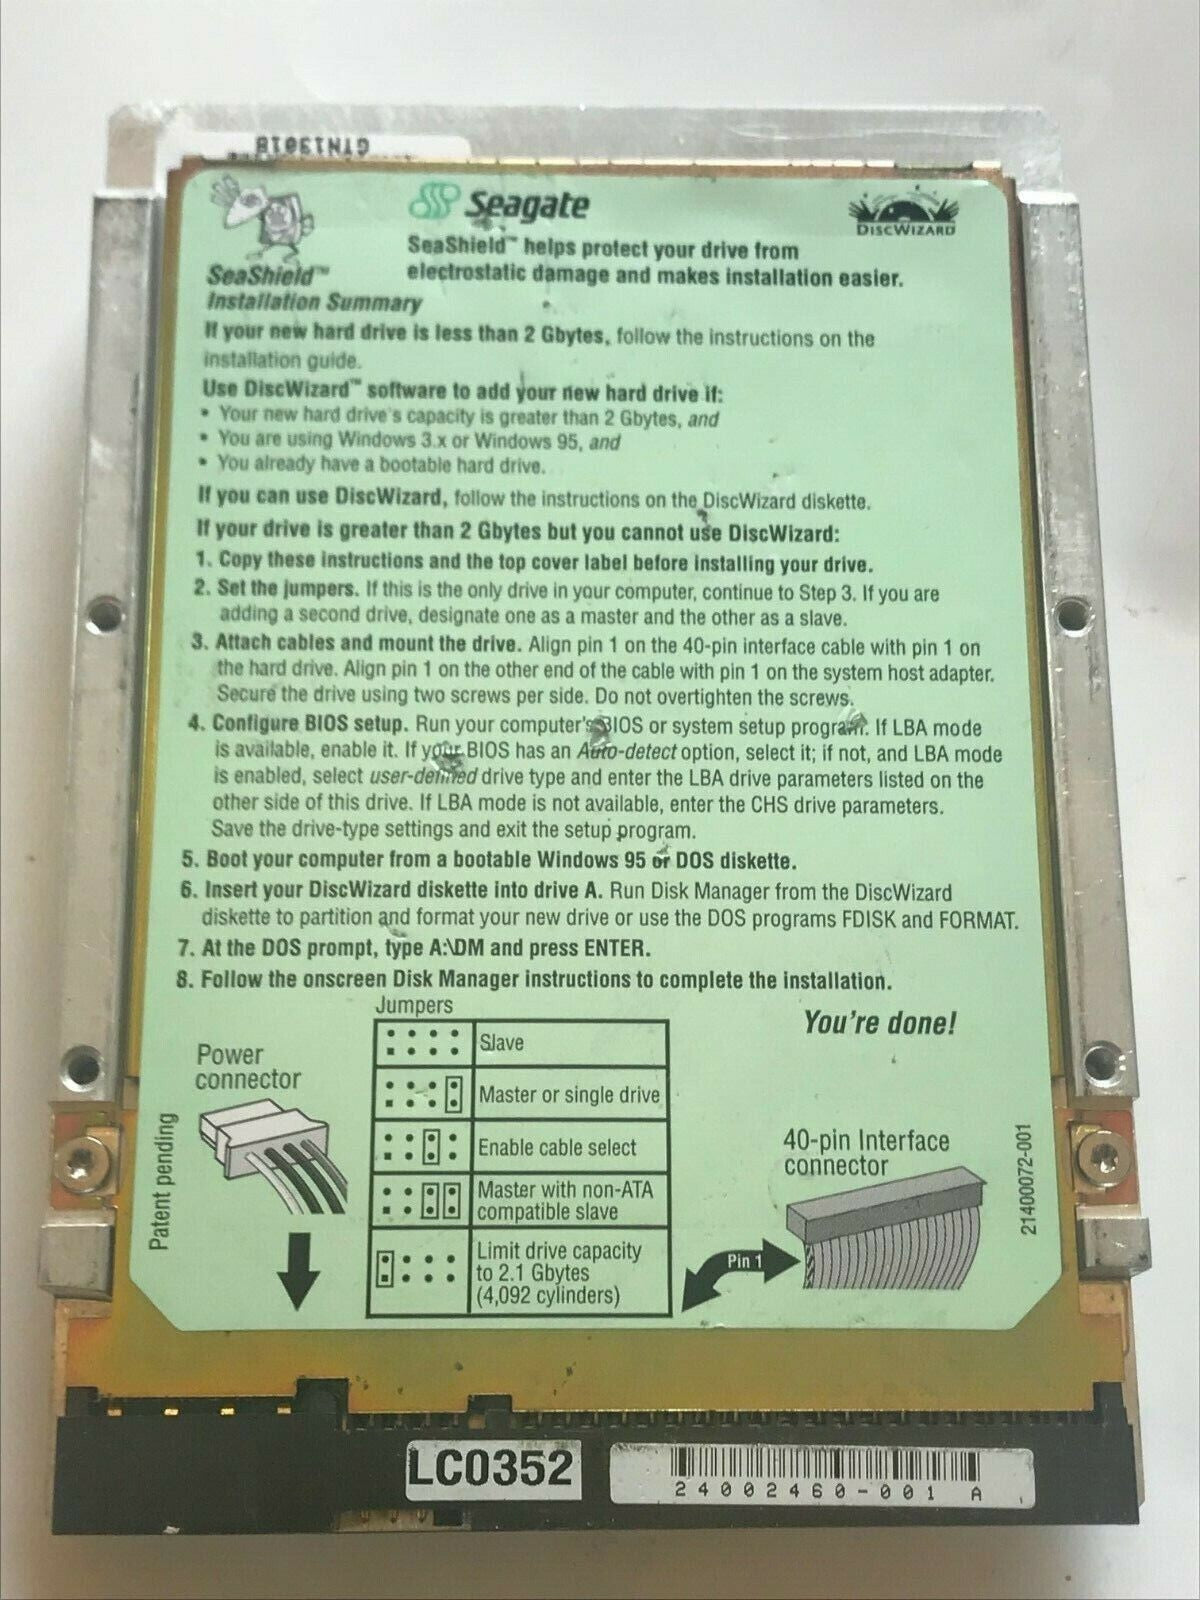 GTN13018
Seagate
DISCWIZARD
SeaShield™ helps protect your drive from
electrostatic damage and makes installation easier.
SeaShield™
Installation Summary
If your new hard drive is less than 2 Gbytes, follow the instructions on the
installation guide.
Use DiscWizard™ software to add your new hard drive if:
• Your new hard drive's capacity is greater than 2 Gbytes, and
• You are using Windows 3.x or Windows 95, and
• You already have a bootable hard drive.
If you can use DiscWizard, follow the instructions on the DiscWizard diskette.
If your drive is greater than 2 Gbytes but you cannot use DiscWizard:
1. Copy these instructions and the top cover label before installing your drive.
2. Set the jumpers. If this is the only drive in your computer, continue to Step 3. If you are
adding a second drive, designate one as a master and the other as a slave.
3. Attach cables and mount the drive. Align pin 1 on the 40-pin interface cable with pin 1 on
the hard drive. Align pin 1 on the other end of the cable with pin 1 on the system host adapter.
Secure the drive using two screws per side. Do not overtighten the screws.
4. Configure BIOS setup. Run your computer's BIOS or system setup program. If LBA mode
is available, enable it. If your BIOS has an Auto-detect option, select it; if not, and LBA mode
is enabled, select user-defined drive type and enter the LBA drive parameters listed on the
other side of this drive. If LBA mode is not available, enter the CHS drive parameters.
Save the drive-type settings and exit the setup program.
5. Boot your computer from a bootable Windows 95 or DOS diskette.
6. Insert your DiscWizard diskette into drive A. Run Disk Manager from the DiscWizard
diskette to partition and format your new drive or use the DOS programs FDISK and FORMAT.
7. At the DOS prompt, type A:\DM and press ENTER.
8. Follow the onscreen Disk Manager instructions to complete the installation.
You're done!
Jumpers
Slave
Master or single drive
Enable cable select
Master with non-ATA
compatible slave
Limit drive capacity
to 2.1 Gbytes
(4,092 cylinders)
Power
connector
Patent pending
40-pin Interface
connector
Pin 1
21400072-001
LC0352
24002460-001 A